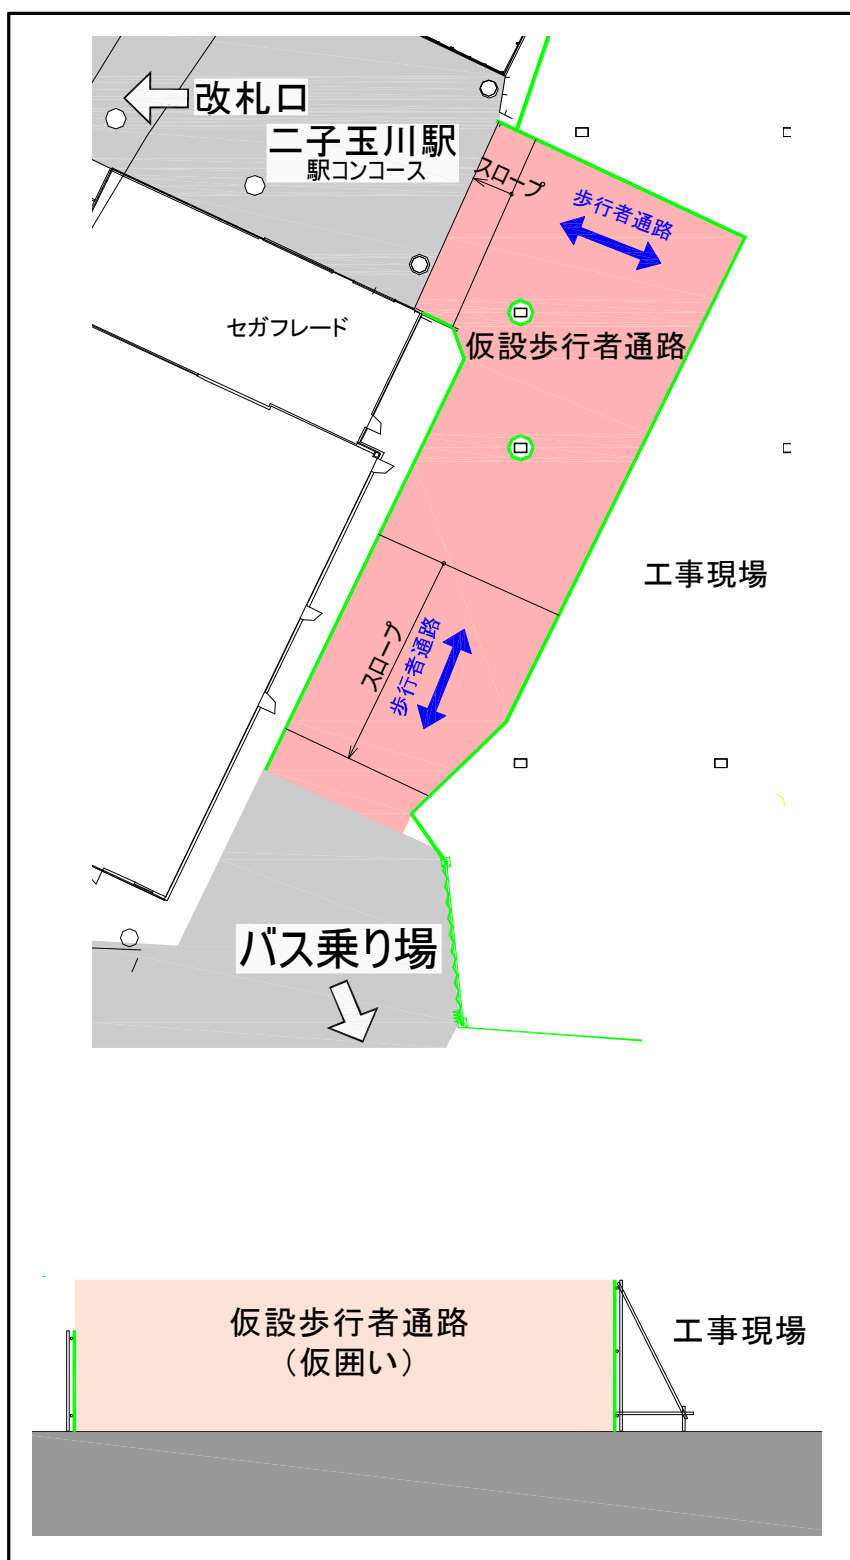 改札口
二子玉川駅
駅コンコース
スロープ
歩行者通路
セガフレード
仮設歩行者通路
工事現場
スロープ
歩行者通路
バス乗り場
仮設歩行者通路
（仮囲い）
工事現場